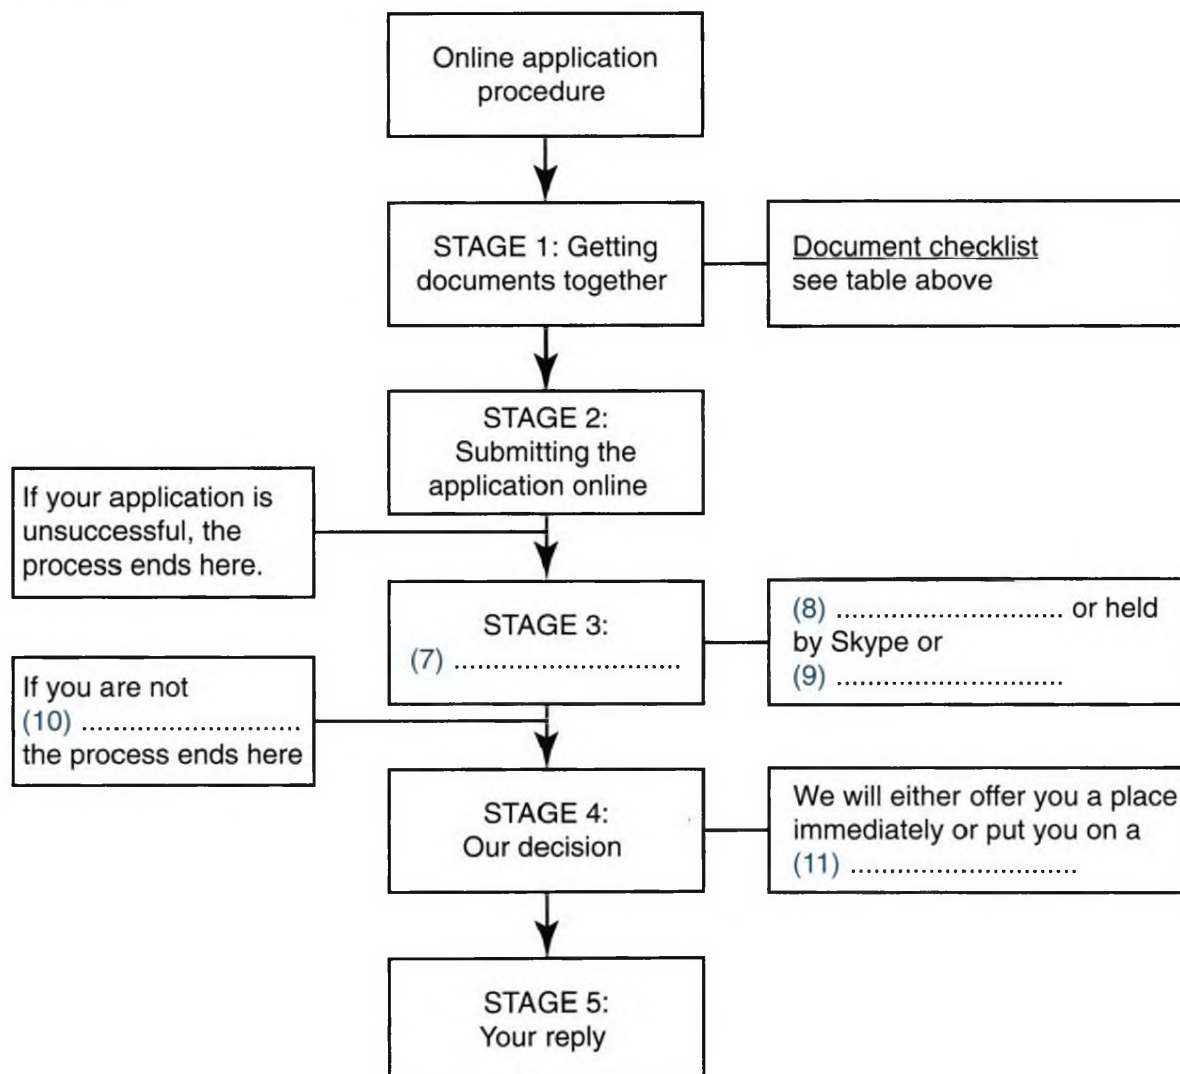 Online application
procedure
STAGE 1: Getting
documents together
Document checklist
see table above
STAGE 2:
Submitting the
application online
If your application is
unsuccessful, the
process ends here.
STAGE 3:
(7) ..............................
(8) .............................. or held
by Skype or
(9) ..............................
If you are not
(10) ..............................
the process ends here
STAGE 4:
Our decision
We will either offer you a place
immediately or put you on a
(11) ..............................
STAGE 5:
Your reply